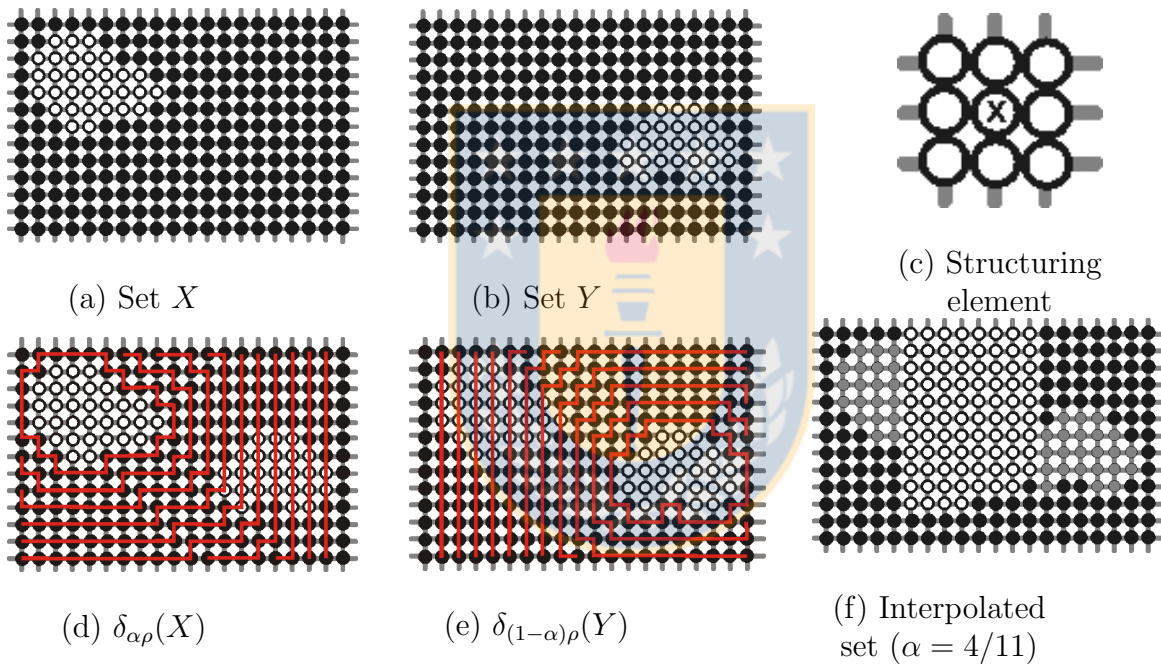 X
(a) Set X
(b) Set Y
(c) Structuring
element
(d) δ_{αρ}(X)
(e) δ_{(1−α)ρ}(Y)
(f) Interpolated
set (α = 4/11)